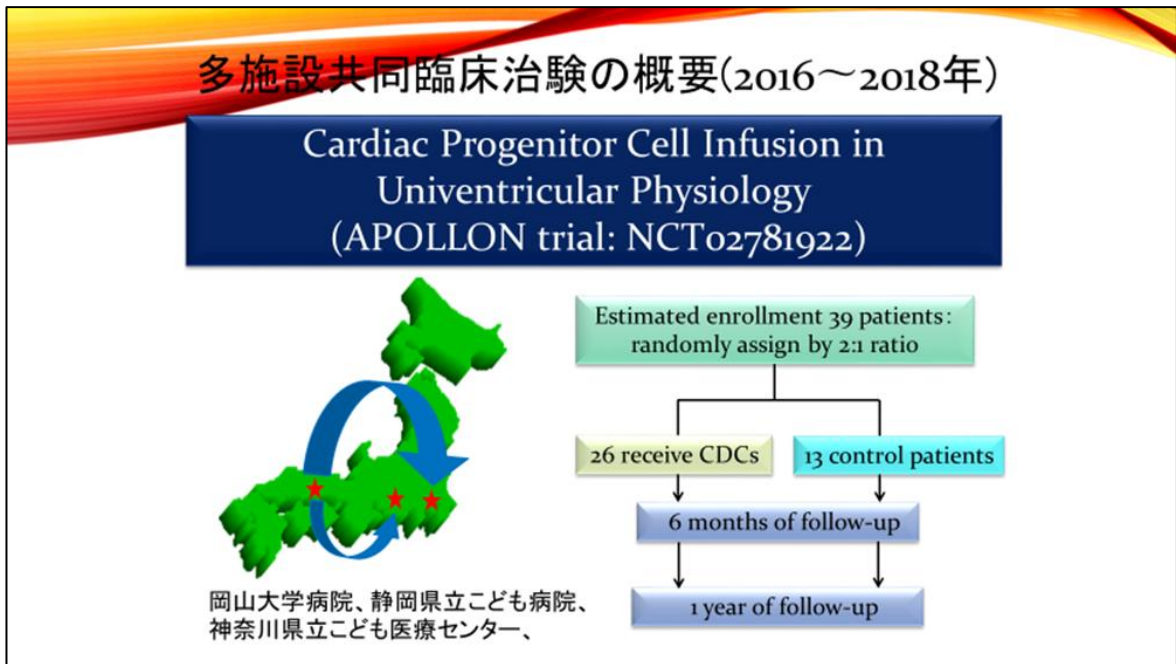 多施設共同臨床治験の概要(2016～2018年)
Cardiac Progenitor Cell Infusion in
Univentricular Physiology
(APOLLON trial: NCT02781922)
Estimated enrollment 39 patients:
randomly assign by 2:1 ratio
26 receive CDCs
13 control patients
6 months of follow-up
1 year of follow-up
岡山大学病院、静岡県立こども病院、
神奈川県立こども医療センター、